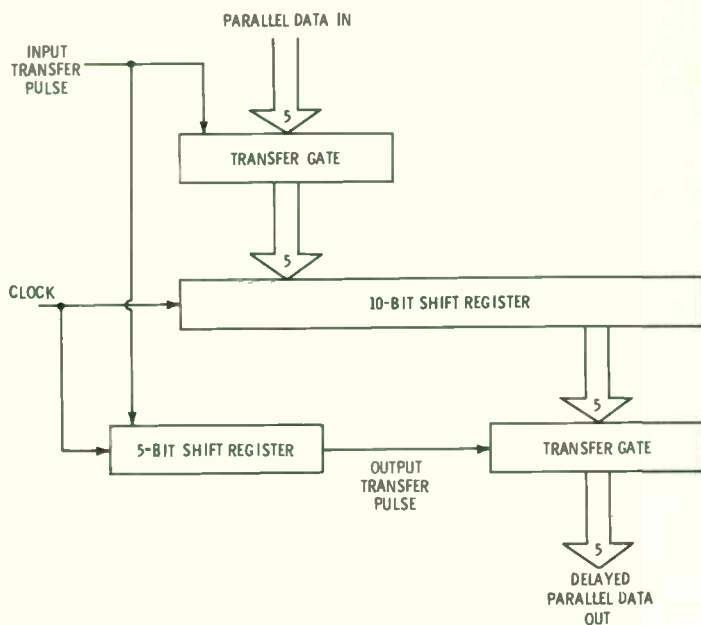 PARALLEL DATA IN
INPUT
TRANSFER
PULSE
5
TRANSFER GATE
5
CLOCK
10-BIT SHIFT REGISTER
5
5-BIT SHIFT REGISTER
TRANSFER GATE
OUTPUT
TRANSFER
PULSE
5
DELAYED
PARALLEL DATA
OUT